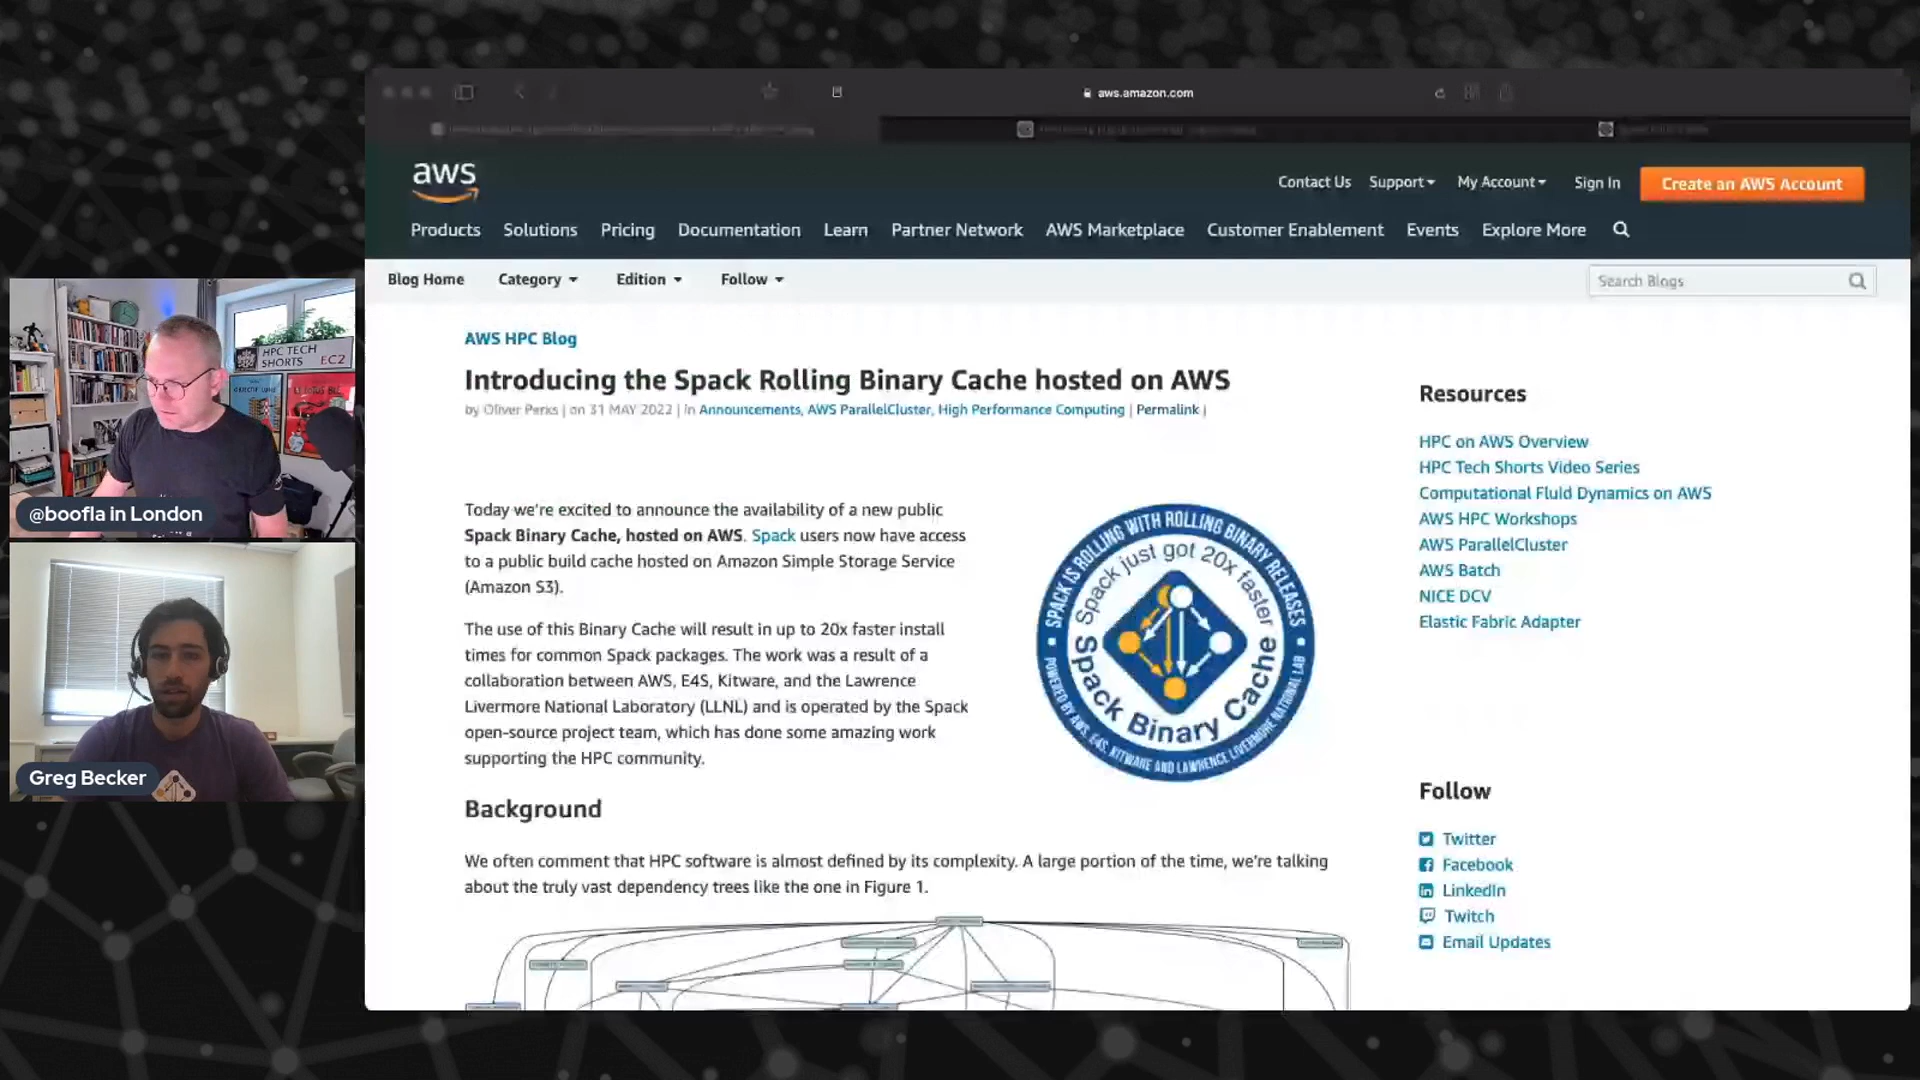 aws.amazon.com
aws
Contact Us Support My Account Sign In Create an AWS Account
Products Solutions Pricing Documentation Learn Partner Network AWS Marketplace Customer Enablement Events Explore More
Blog Home Category Edition Follow Search Blogs
AWS HPC Blog
Introducing the Spack Rolling Binary Cache hosted on AWS
by Oliver Perks | on 31 MAY 2022 | in Announcements, AWS ParallelCluster, High Performance Computing | Permalink |
Today we're excited to announce the availability of a new public
Spack Binary Cache, hosted on AWS. Spack users now have access
to a public build cache hosted on Amazon Simple Storage Service
(Amazon S3).
The use of this Binary Cache will result in up to 20x faster install
times for common Spack packages. The work was a result of a
collaboration between AWS, E4S, Kitware, and the Lawrence
Livermore National Laboratory (LLNL) and is operated by the Spack
open-source project team, which has done some amazing work
supporting the HPC community.
SPACK IS ROLLING WITH ROLLING BINARY RELEASES
Spack just got 20x faster
Spack Binary Cache
POWERED BY AWS, E4S, KITWARE AND LAWRENCE LIVERMORE NATIONAL LAB
Background
We often comment that HPC software is almost defined by its complexity. A large portion of the time, we're talking
about the truly vast dependency trees like the one in Figure 1.
Resources
HPC on AWS Overview
HPC Tech Shorts Video Series
Computational Fluid Dynamics on AWS
AWS HPC Workshops
AWS ParallelCluster
AWS Batch
NICE DCV
Elastic Fabric Adapter
Follow
Twitter
Facebook
LinkedIn
Twitch
Email Updates
HPC TECH
SHORTS EC2
@boofla in London
Greg Becker